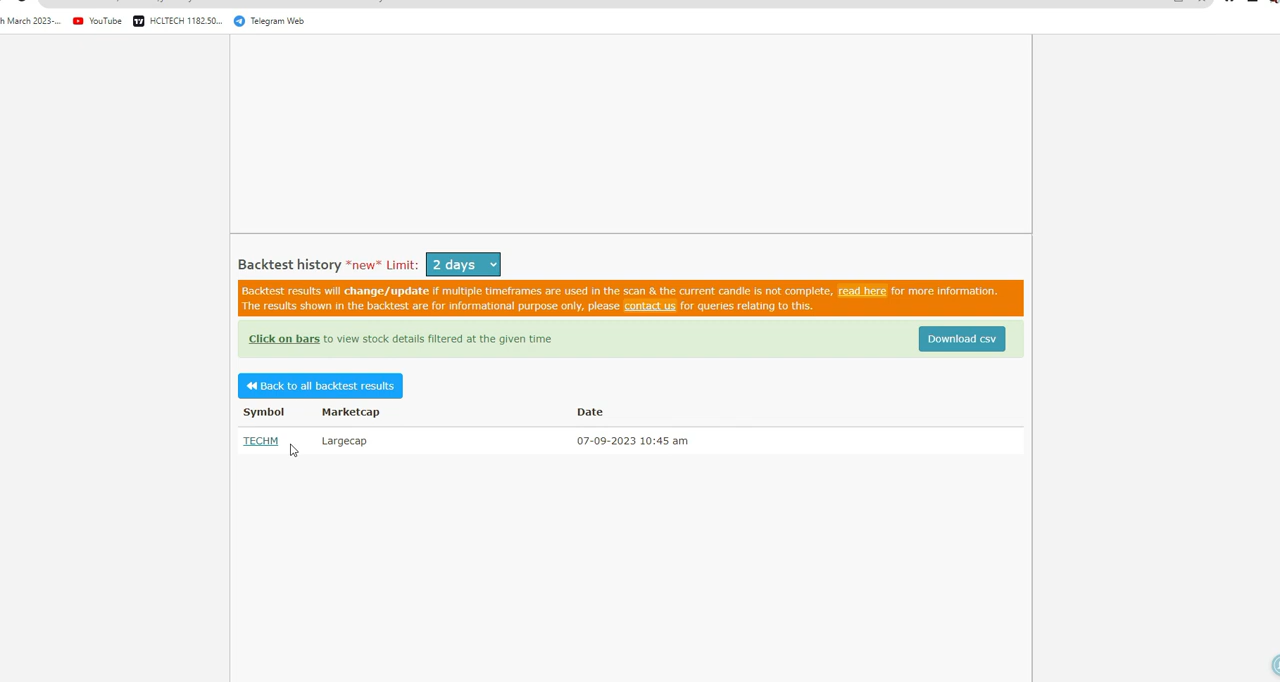 h March 2023-...
YouTube
HCLTECH 1182.50...
Telegram Web
Backtest history *new* Limit: 2 days
Backtest results will change/update if multiple timeframes are used in the scan & the current candle is not complete, read here for more information.
The results shown in the backtest are for informational purpose only, please contact us for queries relating to this.
Click on bars to view stock details filtered at the given time
Download csv
Back to all backtest results
Symbol Marketcap Date
TECHM Largecap 07-09-2023 10:45 am